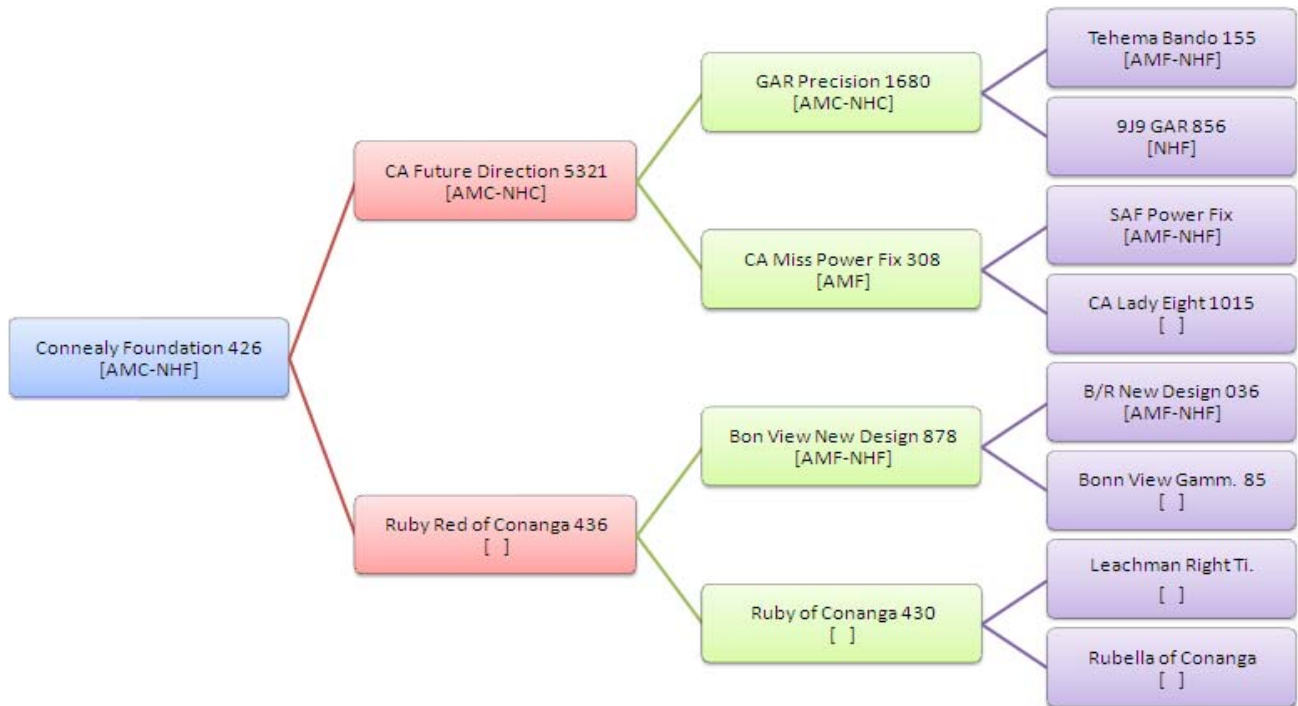 Tehema Bando 155
[AMF-NHF]
GAR Precision 1680
[AMC-NHC]
9J9 GAR 856
[NHF]
CA Future Direction 5321
[AMC-NHC]
SAF Power Fix
[AMF-NHF]
CA Miss Power Fix 308
[AMF]
CA Lady Eight 1015
[ ]
Connealy Foundation 426
[AMC-NHF]
B/R New Design 036
[AMF-NHF]
Bon View New Design 878
[AMF-NHF]
Bonn View Gamm. 85
[ ]
Ruby Red of Conanga 436
[ ]
Leachman Right Ti.
[ ]
Ruby of Conanga 430
[ ]
Rubella of Conanga
[ ]